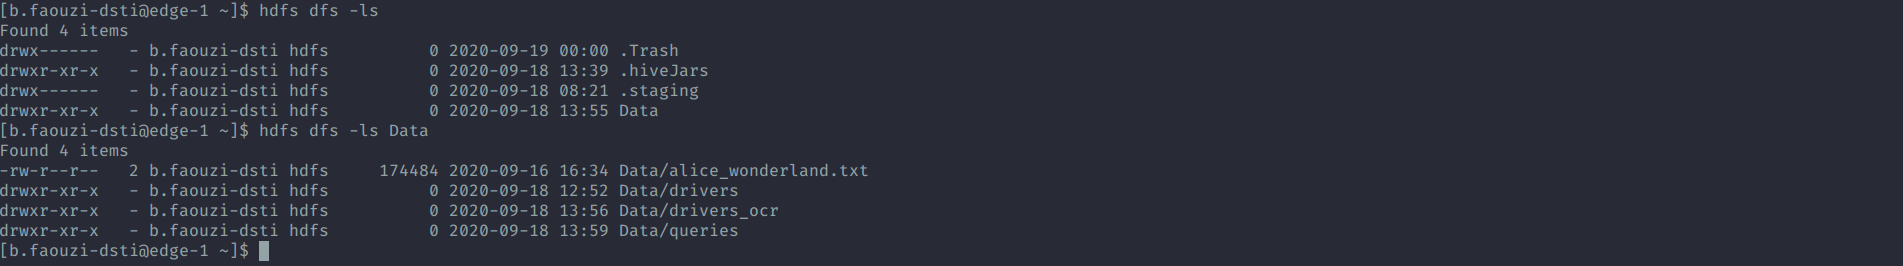 [b.faouzi-dsti@edge-1 ~]$ hdfs dfs -ls
Found 4 items
drwx------   - b.faouzi-dsti hdfs          0 2020-09-19 00:00 .Trash
drwxr-xr-x   - b.faouzi-dsti hdfs          0 2020-09-18 13:39 .hiveJars
drwx------   - b.faouzi-dsti hdfs          0 2020-09-18 08:21 .staging
drwxr-xr-x   - b.faouzi-dsti hdfs          0 2020-09-18 13:55 Data
[b.faouzi-dsti@edge-1 ~]$ hdfs dfs -ls Data
Found 4 items
-rw-r--r--   2 b.faouzi-dsti hdfs     174484 2020-09-16 16:34 Data/alice_wonderland.txt
drwxr-xr-x   - b.faouzi-dsti hdfs          0 2020-09-18 12:52 Data/drivers
drwxr-xr-x   - b.faouzi-dsti hdfs          0 2020-09-18 13:56 Data/drivers_ocr
drwxr-xr-x   - b.faouzi-dsti hdfs          0 2020-09-18 13:59 Data/queries
[b.faouzi-dsti@edge-1 ~]$